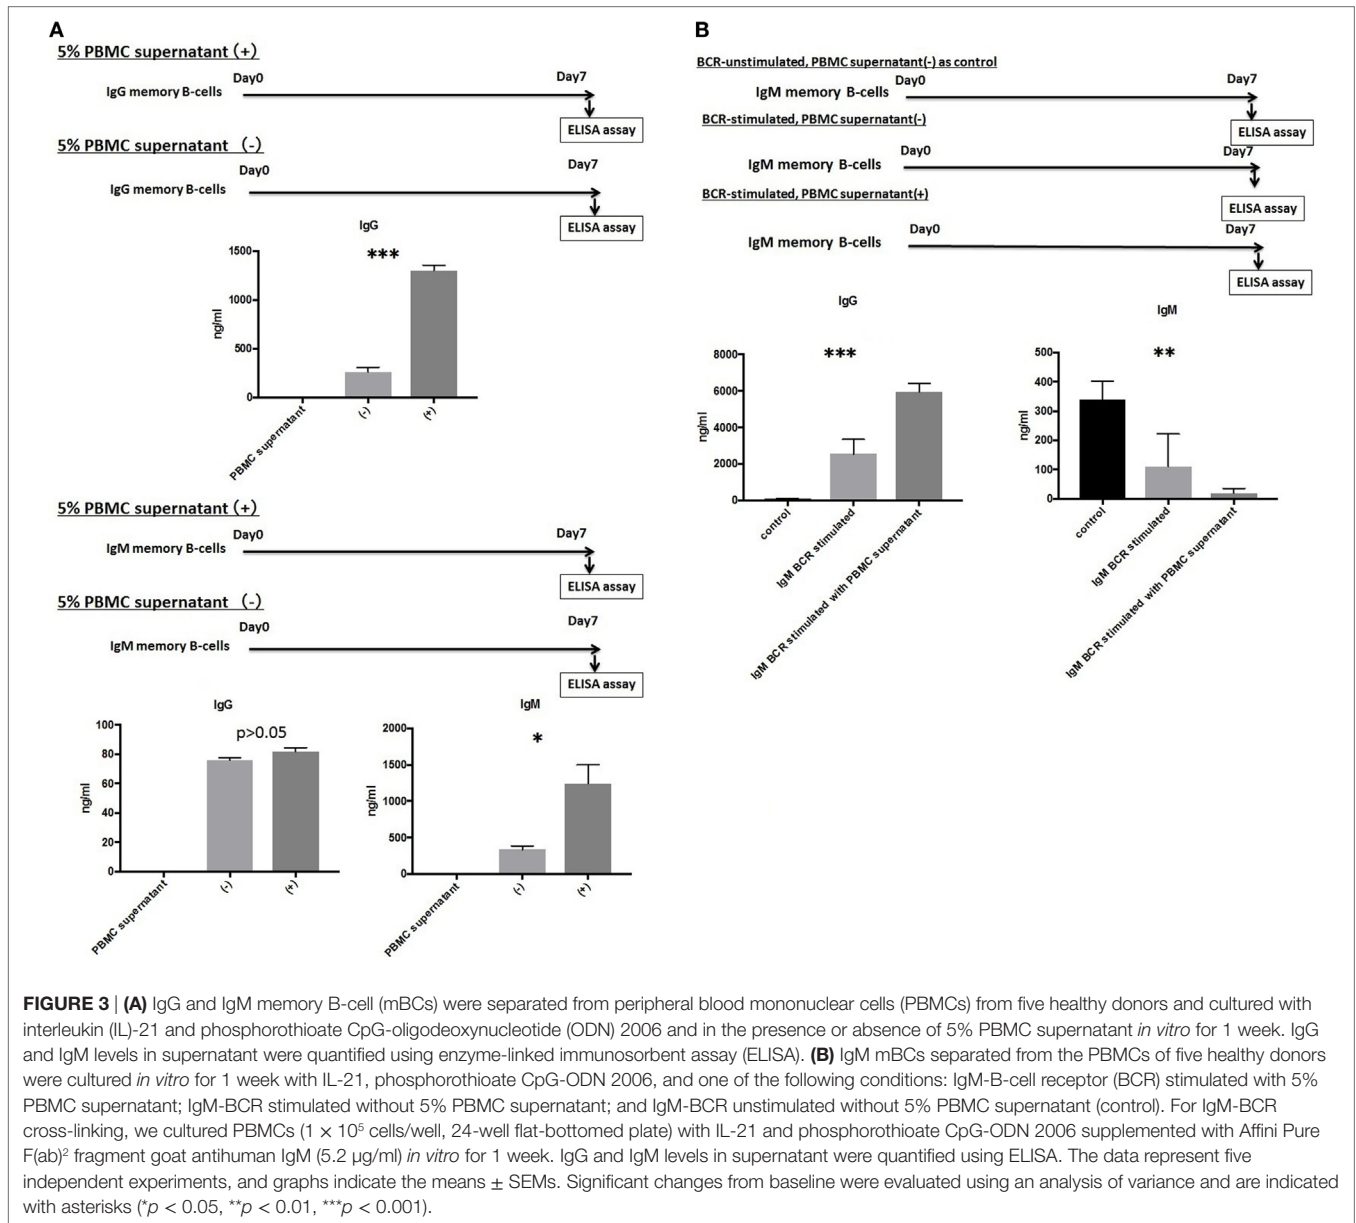 A
5% PBMC supernatant (+)
Day0
Day7
IgG memory B-cells
ELISA assay
5% PBMC supernatant (-)
Day0
Day7
IgG memory B-cells
ELISA assay
IgG
***
1500
1000
500
0
ng/ml
PBMC supernatant
(-)
(+)
5% PBMC supernatant (+)
Day0
Day7
IgM memory B-cells
ELISA assay
5% PBMC supernatant (-)
Day0
Day7
IgM memory B-cells
ELISA assay
IgG
p>0.05
100
80
60
40
20
0
ng/ml
PBMC supernatant
(-)
(+)
IgM
*
2000
1500
1000
500
0
ng/ml
PBMC supernatant
(-)
(+)
B
BCR-unstimulated, PBMC supernatant(-) as control
Day0
Day7
IgM memory B-cells
ELISA assay
BCR-stimulated, PBMC supernatant(-)
Day0
Day7
IgM memory B-cells
ELISA assay
BCR-stimulated, PBMC supernatant(+)
Day0
Day7
IgM memory B-cells
ELISA assay
IgG
***
8000
6000
4000
2000
0
ng/ml
control
IgM BCR stimulated
IgM BCR stimulated with PBMC supernatant
IgM
**
500
400
300
200
100
0
ng/ml
control
IgM BCR stimulated
IgM BCR stimulated with PBMC supernatant
FIGURE 3 | (A) IgG and IgM memory B-cell (mBCs) were separated from peripheral blood mononuclear cells (PBMCs) from five healthy donors and cultured with
interleukin (IL)-21 and phosphorothioate CpG-oligodeoxynucleotide (ODN) 2006 and in the presence or absence of 5% PBMC supernatant in vitro for 1 week. IgG
and IgM levels in supernatant were quantified using enzyme-linked immunosorbent assay (ELISA). (B) IgM mBCs separated from the PBMCs of five healthy donors
were cultured in vitro for 1 week with IL-21, phosphorothioate CpG-ODN 2006, and one of the following conditions: IgM-B-cell receptor (BCR) stimulated with 5%
PBMC supernatant; IgM-BCR stimulated without 5% PBMC supernatant; and IgM-BCR unstimulated without 5% PBMC supernatant (control). For IgM-BCR
cross-linking, we cultured PBMCs (1 × 10⁵ cells/well, 24-well flat-bottomed plate) with IL-21 and phosphorothioate CpG-ODN 2006 supplemented with Affini Pure
F(ab)² fragment goat antihuman IgM (5.2 µg/ml) in vitro for 1 week. IgG and IgM levels in supernatant were quantified using ELISA. The data represent five
independent experiments, and graphs indicate the means ± SEMs. Significant changes from baseline were evaluated using an analysis of variance and are indicated
with asterisks (*p < 0.05, **p < 0.01, ***p < 0.001).